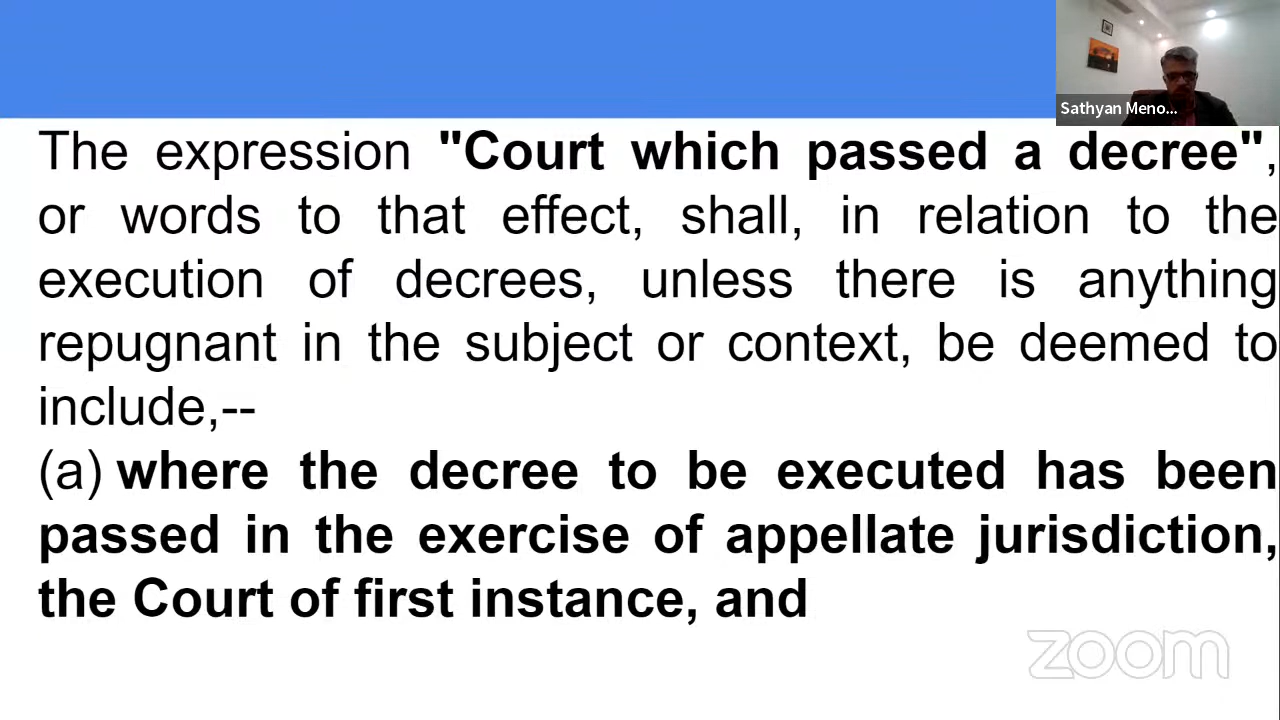 Sathyan Meno...
The expression "Court which passed a decree",
or words to that effect, shall, in relation to the
execution of decrees, unless there is anything
repugnant in the subject or context, be deemed to
include,--
(a) where the decree to be executed has been
passed in the exercise of appellate jurisdiction,
the Court of first instance, and
zoom